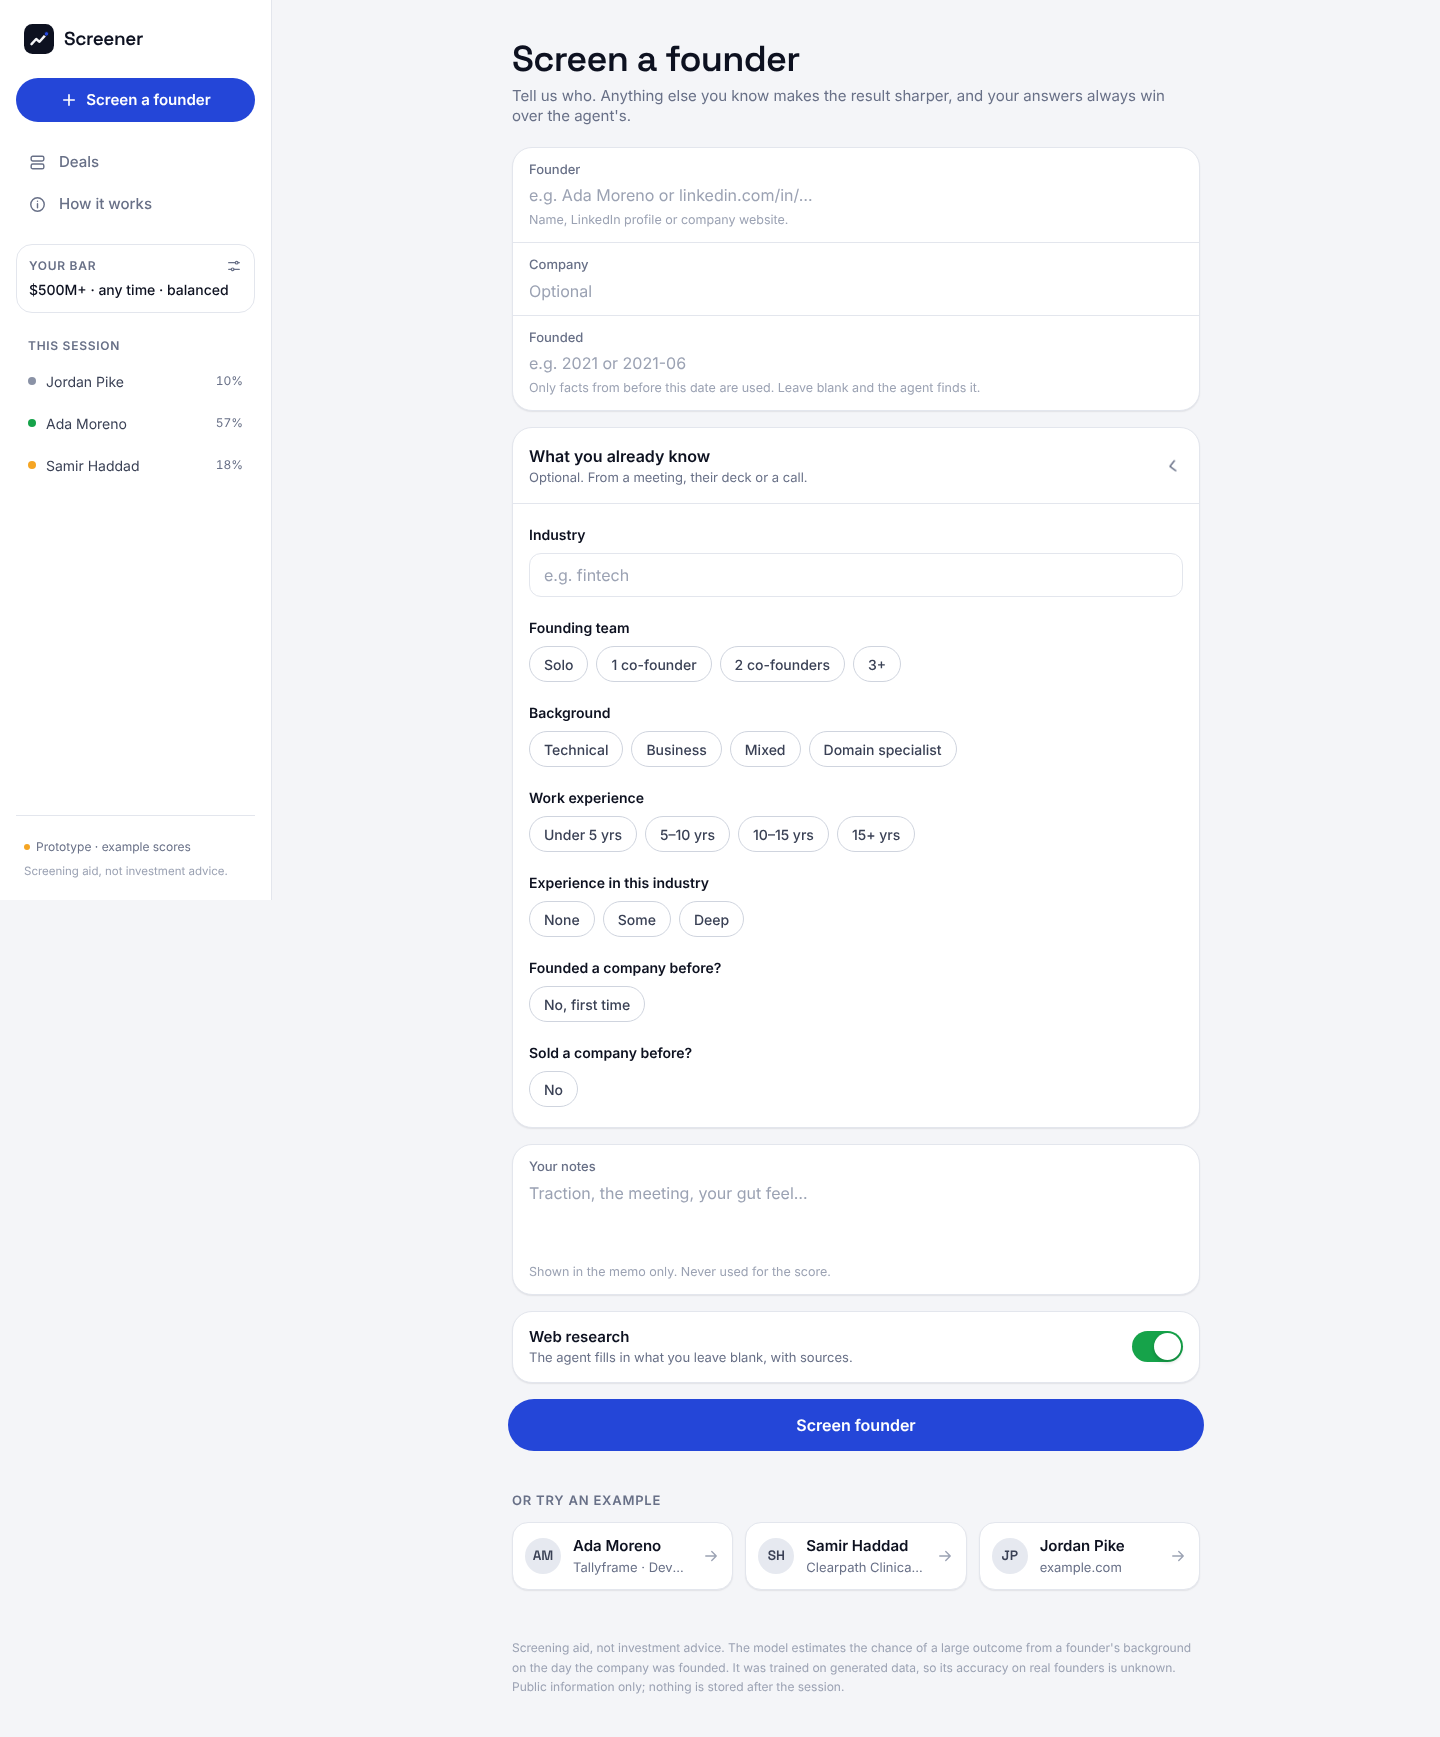 Screener
Screen a founder
Deals
How it works
YOUR BAR
$500M+ · any time · balanced
THIS SESSION
Jordan Pike 10%
Ada Moreno 57%
Samir Haddad 18%
Prototype · example scores
Screening aid, not investment advice.
Screen a founder
Tell us who. Anything else you know makes the result sharper, and your answers always win
over the agent's.
Founder
e.g. Ada Moreno or linkedin.com/in/...
Name, LinkedIn profile or company website.
Company
Optional
Founded
e.g. 2021 or 2021-06
Only facts from before this date are used. Leave blank and the agent finds it.
What you already know
Optional. From a meeting, their deck or a call.
Industry
e.g. fintech
Founding team
Solo 1 co-founder 2 co-founders 3+
Background
Technical Business Mixed Domain specialist
Work experience
Under 5 yrs 5–10 yrs 10–15 yrs 15+ yrs
Experience in this industry
None Some Deep
Founded a company before?
No, first time
Sold a company before?
No
Your notes
Traction, the meeting, your gut feel...
Shown in the memo only. Never used for the score.
Web research
The agent fills in what you leave blank, with sources.
Screen founder
OR TRY AN EXAMPLE
AM Ada Moreno
Tallyframe · Dev...
SH Samir Haddad
Clearpath Clinica...
JP Jordan Pike
example.com
Screening aid, not investment advice. The model estimates the chance of a large outcome from a founder's background
on the day the company was founded. It was trained on generated data, so its accuracy on real founders is unknown.
Public information only; nothing is stored after the session.